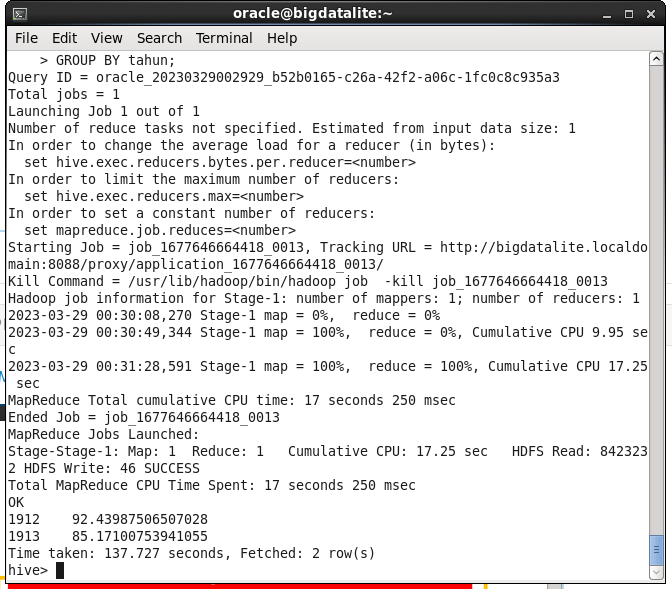 oracle@bigdatalite:~
File Edit View Search Terminal Help
> GROUP BY tahun;
Query ID = oracle_20230329002929_b52b0165-c26a-42f2-a06c-1fc0c8c935a3
Total jobs = 1
Launching Job 1 out of 1
Number of reduce tasks not specified. Estimated from input data size: 1
In order to change the average load for a reducer (in bytes):
set hive.exec.reducers.bytes.per.reducer=<number>
In order to limit the maximum number of reducers:
set hive.exec.reducers.max=<number>
In order to set a constant number of reducers:
set mapreduce.job.reduces=<number>
Starting Job = job_1677646664418_0013, Tracking URL = http://bigdatalite.localdo
main:8088/proxy/application_1677646664418_0013/
Kill Command = /usr/lib/hadoop/bin/hadoop job  -kill job_1677646664418_0013
Hadoop job information for Stage-1: number of mappers: 1; number of reducers: 1
2023-03-29 00:30:08,270 Stage-1 map = 0%,  reduce = 0%
2023-03-29 00:30:49,344 Stage-1 map = 100%,  reduce = 0%, Cumulative CPU 9.95 se
c
2023-03-29 00:31:28,591 Stage-1 map = 100%,  reduce = 100%, Cumulative CPU 17.25
sec
MapReduce Total cumulative CPU time: 17 seconds 250 msec
Ended Job = job_1677646664418_0013
MapReduce Jobs Launched:
Stage-Stage-1: Map: 1  Reduce: 1   Cumulative CPU: 17.25 sec   HDFS Read: 842323
2 HDFS Write: 46 SUCCESS
Total MapReduce CPU Time Spent: 17 seconds 250 msec
OK
1912    92.43987506507028
1913    85.17100753941055
Time taken: 137.727 seconds, Fetched: 2 row(s)
hive>